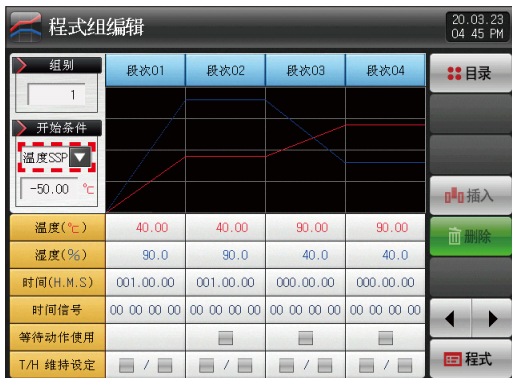 程式组编辑
20.03.23
04 45 PM
组别
1
开始条件
温度SSP
-50.00 ℃
段次01 段次02 段次03 段次04
温度(℃) 40.00 40.00 90.00 90.00
湿度(%) 90.0 90.0 40.0 40.0
时间(H.M.S) 001.00.00 001.00.00 000.00.00 000.00.00
时间信号 00 00 00 00 00 00 00 00 00 00 00 00 00 00 00 00
等待动作使用
T/H 维持设定 / / / /
目录
插入
删除
程式